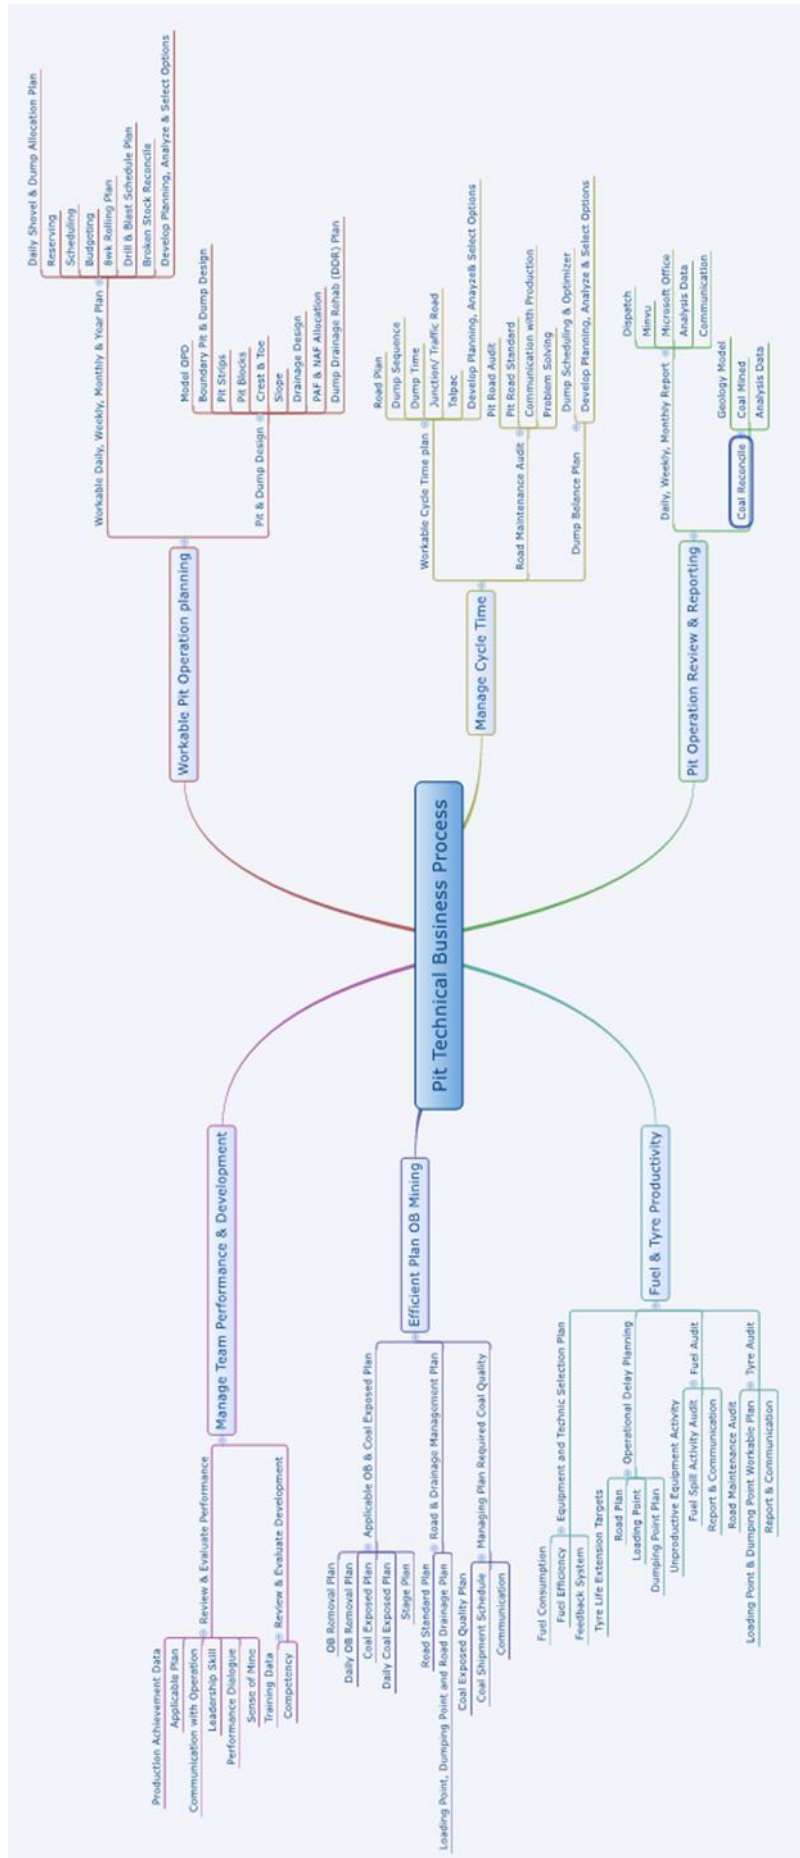 Pit Technical Business Process
Workable Pit Operation planning
Workable Daily, Weekly, Monthly & Year Plan
Daily Shovel & Dump Allocation Plan
Reserving
Scheduling
Budgeting
8wk Rolling Plan
Drill & Blast Schedule Plan
Broken Stock Reconcile
Develop Planning, Analyze & Select Options
Pit & Dump Design
Model OPD
Boundary Pit & Dump Design
Pit Strips
Pit Blocks
Crest & Toe
Slope
Drainage Design
PAF & NAF Allocation
Dump Drainage Rehab (DDR) Plan
Manage Cycle Time
Workable Cycle Time plan
Road Plan
Dump Sequence
Dump Time
Junction/ Traffic Road
Talpac
Develop Planning, Anayze& Select Options
Road Maintenance Audit
Pit Road Audit
Pit Road Standard
Communication with Production
Problem Solving
Dump Balance Plan
Dump Scheduling & Optimizer
Develop Planning, Analyze & Select Options
Pit Operation Review & Reporting
Daily, Weekly, Monthly Report
Dispatch
Minvu
Microsoft Office
Analysis Data
Communication
Coal Reconcile
Geology Model
Coal Mined
Analysis Data
Manage Team Performance & Development
Review & Evaluate Performance
Production Achievement Data
Applicable Plan
Communication with Operation
Leadership Skill
Performance Dialogue
Sense of Mine
Review & Evaluate Development
Training Data
Competency
Efficient Plan OB Mining
Applicable OB & Coal Exposed Plan
OB Romoval Plan
Daily OB Romoval Plan
Coal Exposed Plan
Daily Coal Exposed Plan
Stage Plan
Road & Drainage Management Plan
Road Standard Plan
Loading Point, Dumping Point and Road Drainage Plan
Managing Plan Required Coal Quality
Coal Exposed Quality Plan
Coal Shipment Schedule
Communication
Fuel & Tyre Productivity
Equipment and Technic Selection Plan
Fuel Consumption
Fuel Efficiency
Feedback System
Tyre Life Extension Targets
Operational Delay Planning
Road Plan
Loading Point
Dumping Point Plan
Fuel Audit
Unproductive Equipment Activity
Fuel Spill Activity Audit
Report & Communication
Tyre Audit
Road Maintenance Audit
Loading Point & Dumping Point Workable Plan
Report & Communication